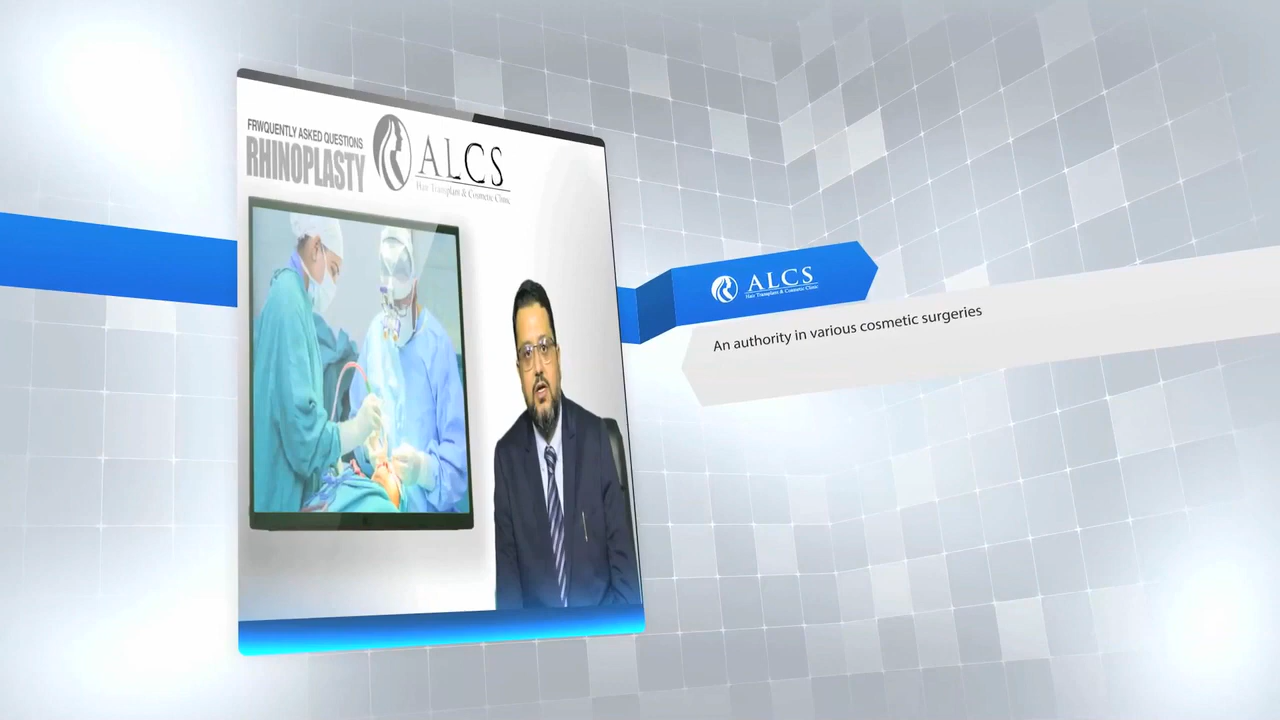 FRWQUENTLY ASKED QUESTIONS
RHINOPLASTY
ALCS
Hair Transplant & Cosmetic Clinic
ALCS
Hair Transplant & Cosmetic Clinic
An authority in various cosmetic surgeries